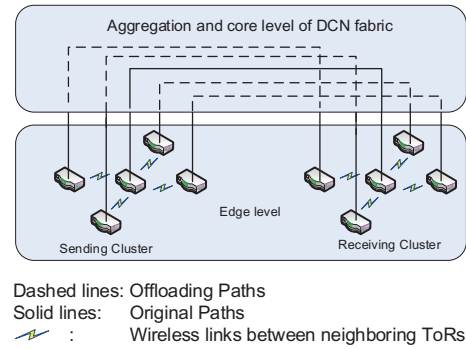 Aggregation and core level of DCN fabric
Edge level
Sending Cluster
Receiving Cluster
Dashed lines: Offloading Paths
Solid lines: Original Paths
: Wireless links between neighboring ToRs